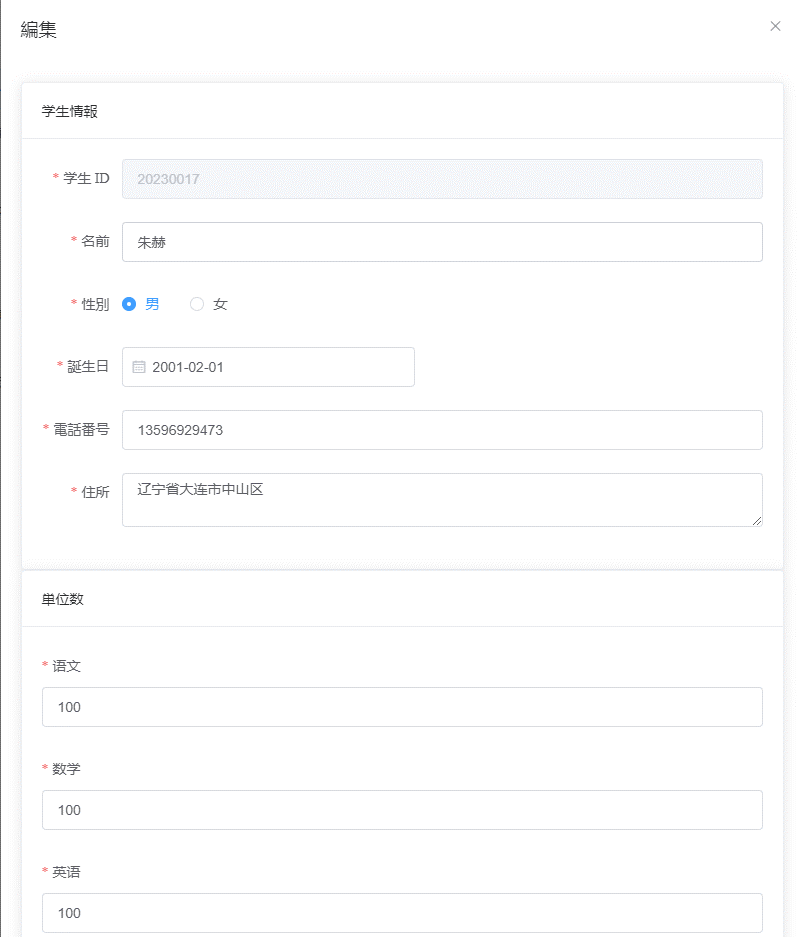 編集
学生情報
* 学生 ID
20230017
* 名前
朱赫
* 性別
男
女
* 誕生日
2001-02-01
* 電話番号
13596929473
* 住所
辽宁省大连市中山区
単位数
* 语文
100
* 数学
100
* 英语
100